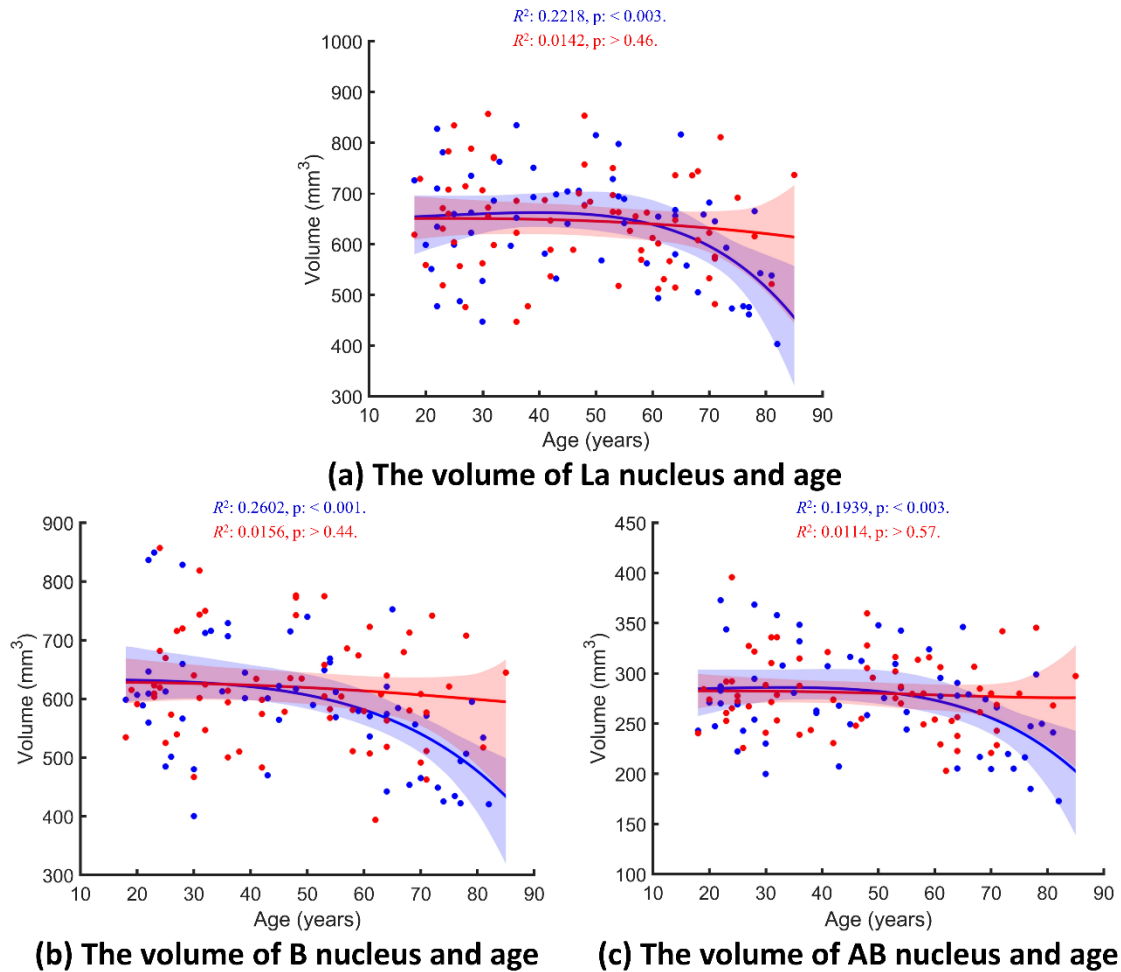 R²: 0.2218, p: < 0.003.
R²: 0.0142, p: > 0.46.
1000
900
800
700
600
500
400
300
Volume (mm³)
10 20 30 40 50 60 70 80 90
Age (years)
(a) The volume of La nucleus and age
R²: 0.2602, p: < 0.001.
R²: 0.0156, p: > 0.44.
900
800
700
600
500
400
300
Volume (mm³)
10 20 30 40 50 60 70 80 90
Age (years)
(b) The volume of B nucleus and age
R²: 0.1939, p: < 0.003.
R²: 0.0114, p: > 0.57.
450
400
350
300
250
200
150
100
Volume (mm³)
10 20 30 40 50 60 70 80 90
Age (years)
(c) The volume of AB nucleus and age